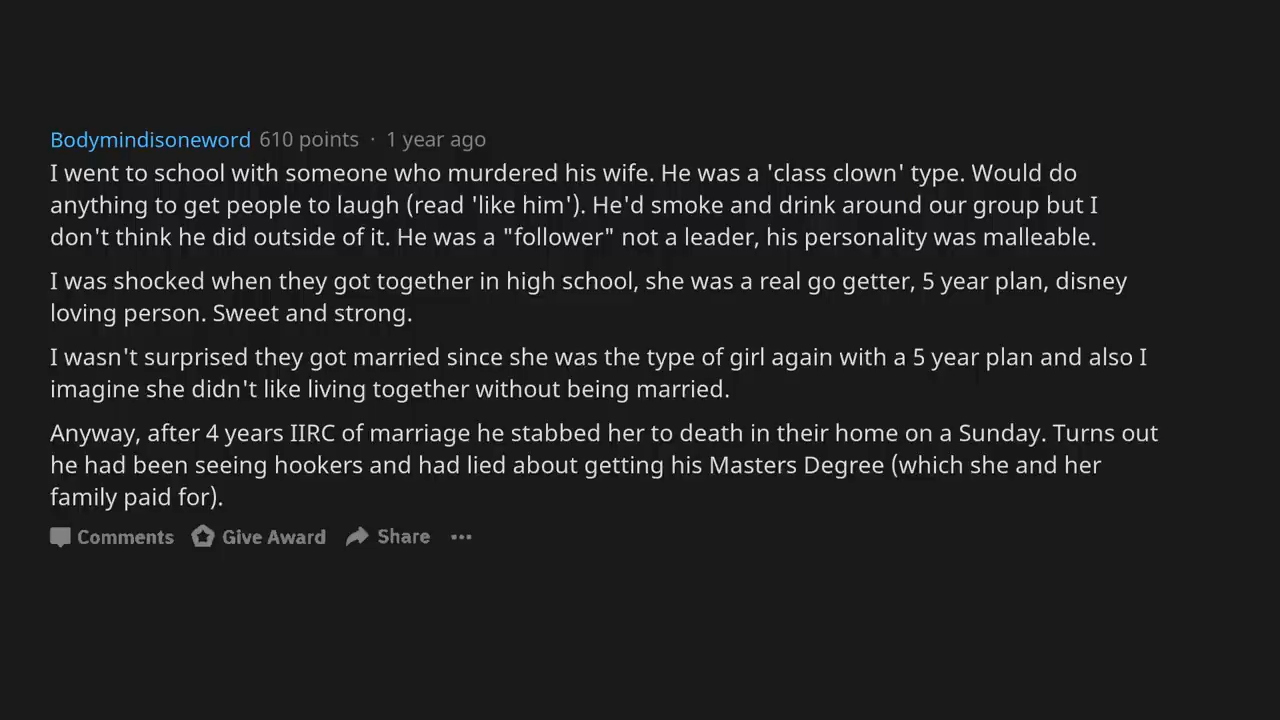 Bodymindisoneword 610 points · 1 year ago
I went to school with someone who murdered his wife. He was a 'class clown' type. Would do
anything to get people to laugh (read 'like him'). He'd smoke and drink around our group but I
don't think he did outside of it. He was a "follower" not a leader, his personality was malleable.
I was shocked when they got together in high school, she was a real go getter, 5 year plan, disney
loving person. Sweet and strong.
I wasn't surprised they got married since she was the type of girl again with a 5 year plan and also I
imagine she didn't like living together without being married.
Anyway, after 4 years IIRC of marriage he stabbed her to death in their home on a Sunday. Turns out
he had been seeing hookers and had lied about getting his Masters Degree (which she and her
family paid for).
Comments Give Award Share ···